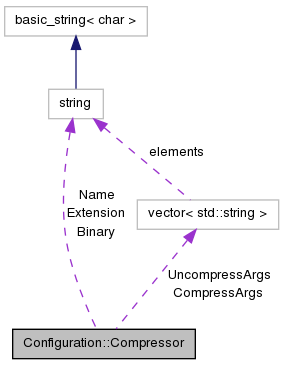 basic_string< char >
string
elements
Name
Extension
Binary
vector< std::string >
UncompressArgs
CompressArgs
Configuration::Compressor